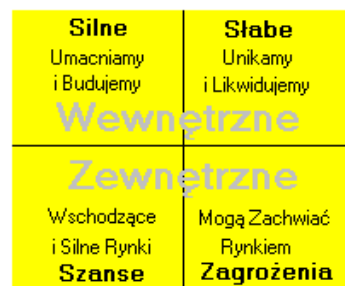 Silne
Umacniamy
i Budujemy
Słabe
Unikamy
i Likwidujemy
Wewnętrzne
Zewnętrzne
Wschodzące
i Silne Rynki
Szanse
Mogą Zachwiać
Rynkiem
Zagrożenia